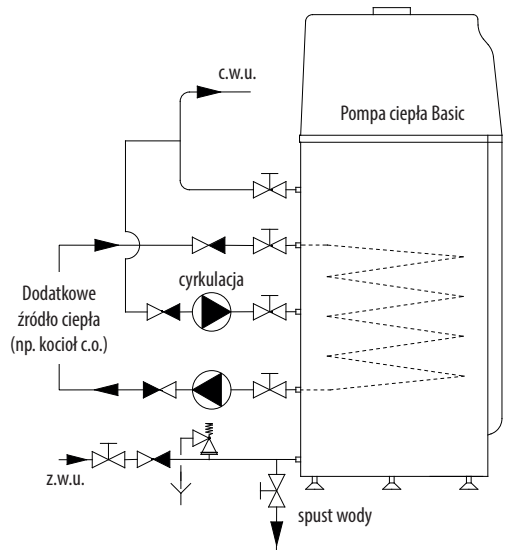 c.w.u.
Pompa ciepła Basic
cyrkulacja
Dodatkowe
źródło ciepła
(np. kocioł c.o.)
z.w.u.
spust wody